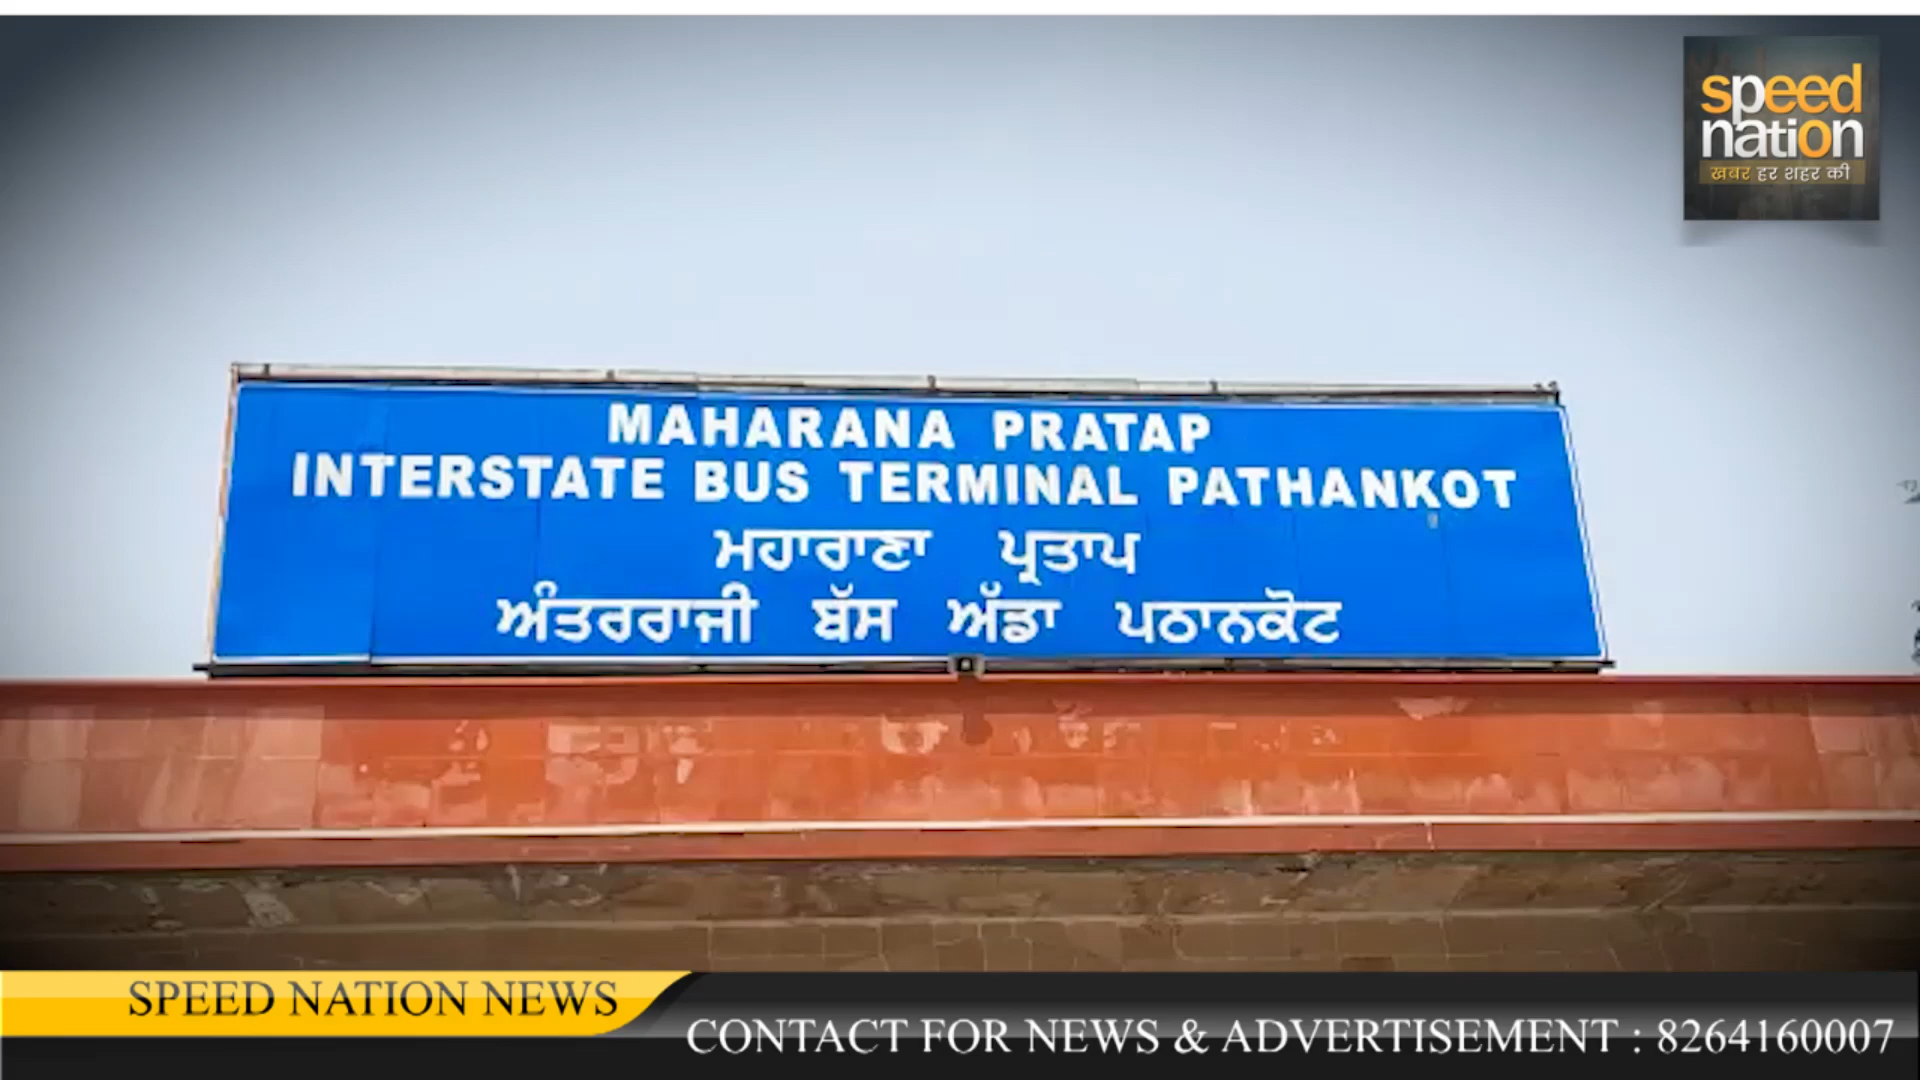 speed
nation
खबर हर शहर की
MAHARANA PRATAP
INTERSTATE BUS TERMINAL PATHANKOT
ਮਹਾਰਾਣਾ ਪ੍ਰਤਾਪ
ਅੰਤਰਰਾਜੀ ਬੱਸ ਅੱਡਾ ਪਠਾਨਕੋਟ
SPEED NATION NEWS
CONTACT FOR NEWS & ADVERTISEMENT : 8264160007